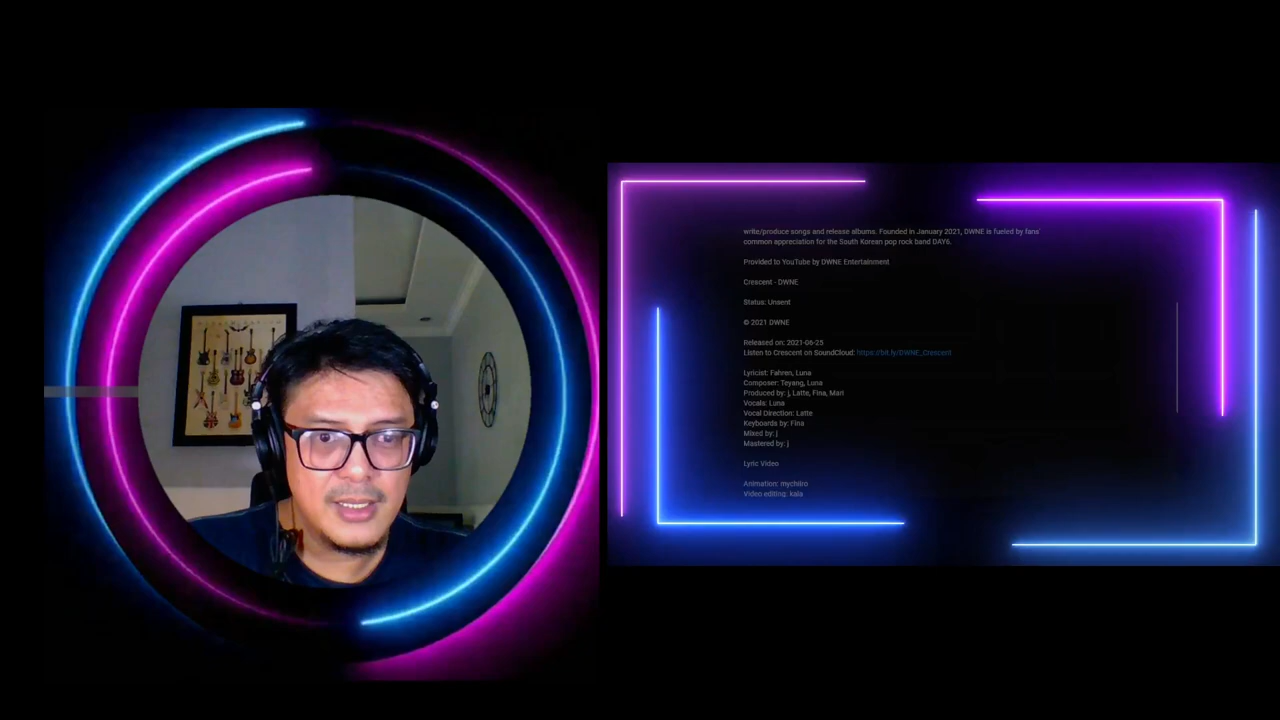 write/produce songs and release albums. Founded in January 2021, DWNE is fueled by fans'
common appreciation for the South Korean pop rock band DAY6.
Provided to YouTube by DWNE Entertainment
Crescent - DWNE
Status: Unsent
© 2021 DWNE
Released on: 2021-06-25
Listen to Crescent on SoundCloud: https://bit.ly/DWNE_Crescent
Lyricist: Fahren, Luna
Composer: Teyang, Luna
Produced by: j, Latte, Fina, Mari
Vocals: Luna
Vocal Direction: Latte
Keyboards by: Fina
Mixed by: j
Mastered by: j
Lyric Video
Animation: mychiiro
Video editing: kala